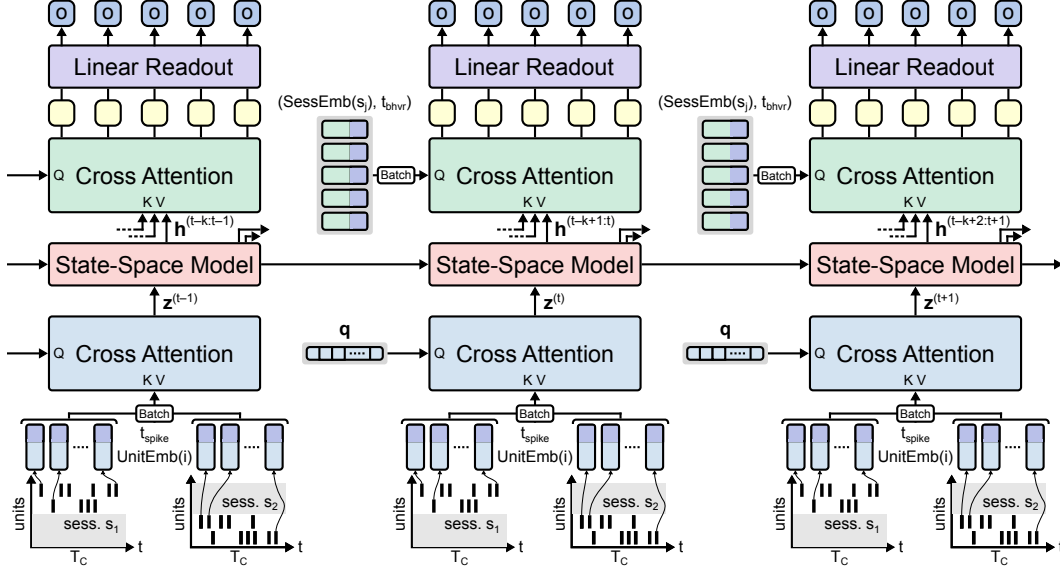 o o o o o o o o o o o o o o o
Linear Readout Linear Readout Linear Readout
(SessEmb(s_j), t_bhvr) (SessEmb(s_j), t_bhvr)
Q Cross Attention Batch Q Cross Attention Batch Q Cross Attention
K V K V K V
h^(t–k:t–1) h^(t–k+1:t) h^(t–k+2:t+1)
State-Space Model State-Space Model State-Space Model
z^(t–1) z^(t) z^(t+1)
q q
Q Cross Attention Q Cross Attention Q Cross Attention
K V K V K V
Batch Batch Batch
t_spike t_spike t_spike
UnitEmb(i) UnitEmb(i) UnitEmb(i)
units sess. s_1 units sess. s_2 units sess. s_1 units sess. s_2 units sess. s_1 units sess. s_2
T_C t T_C t T_C t T_C t T_C t T_C t